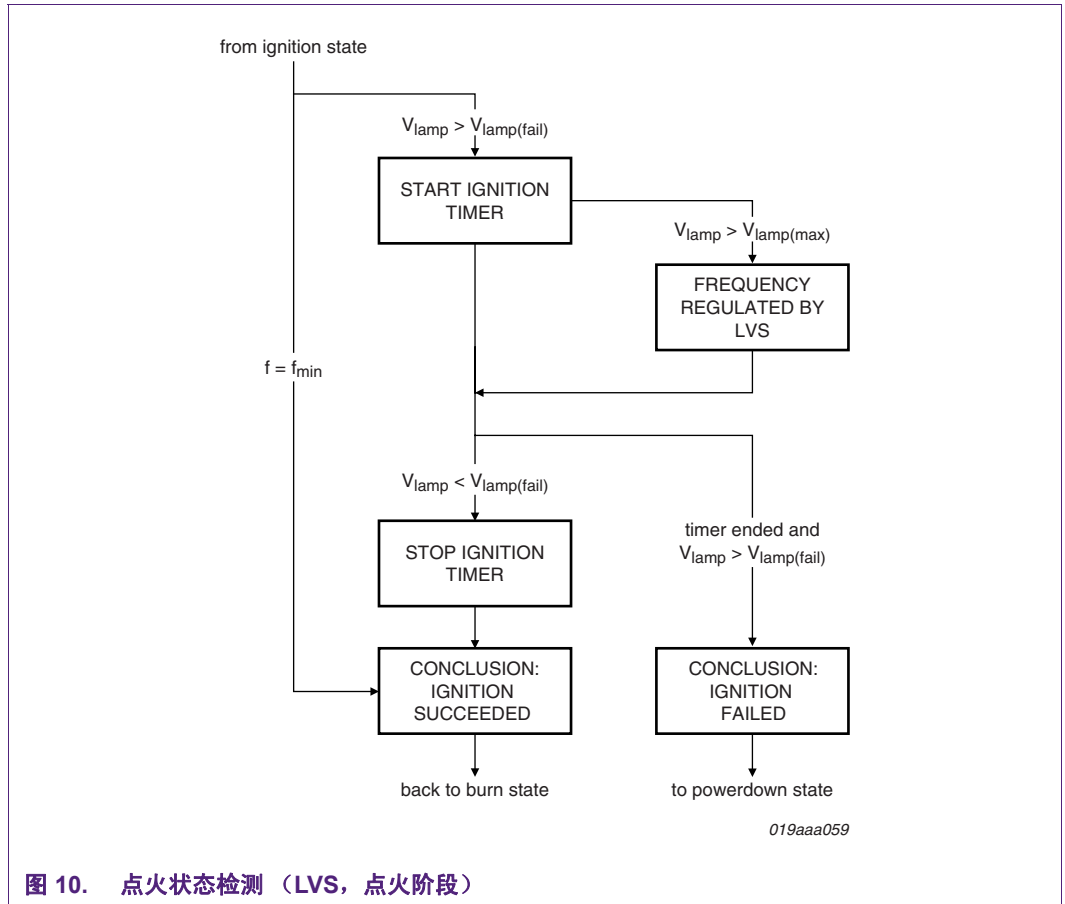 from ignition state
Vlamp > Vlamp(fail)
START IGNITION
TIMER
Vlamp > Vlamp(max)
FREQUENCY
REGULATED BY
LVS
f = fmin
Vlamp < Vlamp(fail)
timer ended and
Vlamp > Vlamp(fail)
STOP IGNITION
TIMER
CONCLUSION:
IGNITION
SUCCEEDED
CONCLUSION:
IGNITION
FAILED
back to burn state
to powerdown state
019aaa059
图 10. 点火状态检测 （LVS，点火阶段）